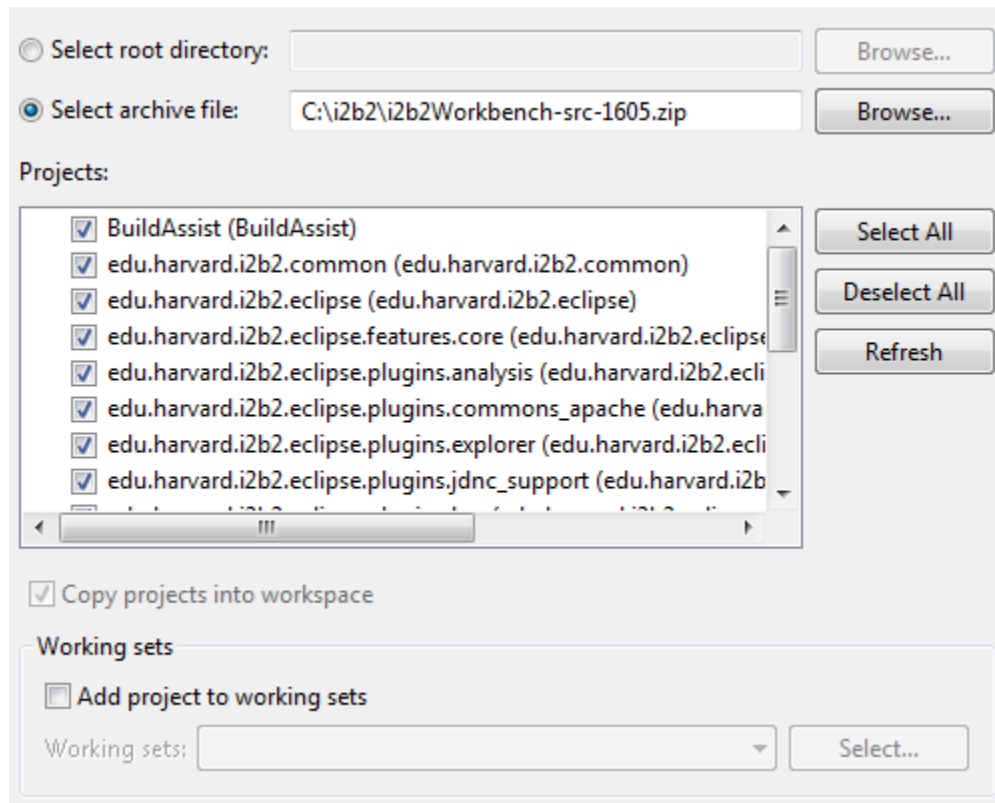 Select root directory: Browse...
Select archive file: C:\i2b2\i2b2Workbench-src-1605.zip Browse...
Projects:
BuildAssist (BuildAssist) Select All
edu.harvard.i2b2.common (edu.harvard.i2b2.common)
edu.harvard.i2b2.eclipse (edu.harvard.i2b2.eclipse) Deselect All
edu.harvard.i2b2.eclipse.features.core (edu.harvard.i2b2.eclipse Refresh
edu.harvard.i2b2.eclipse.plugins.analysis (edu.harvard.i2b2.ecli
edu.harvard.i2b2.eclipse.plugins.commons_apache (edu.harva
edu.harvard.i2b2.eclipse.plugins.explorer (edu.harvard.i2b2.ecli
edu.harvard.i2b2.eclipse.plugins.jdnc_support (edu.harvard.i2b
Copy projects into workspace
Working sets
Add project to working sets
Working sets: Select...